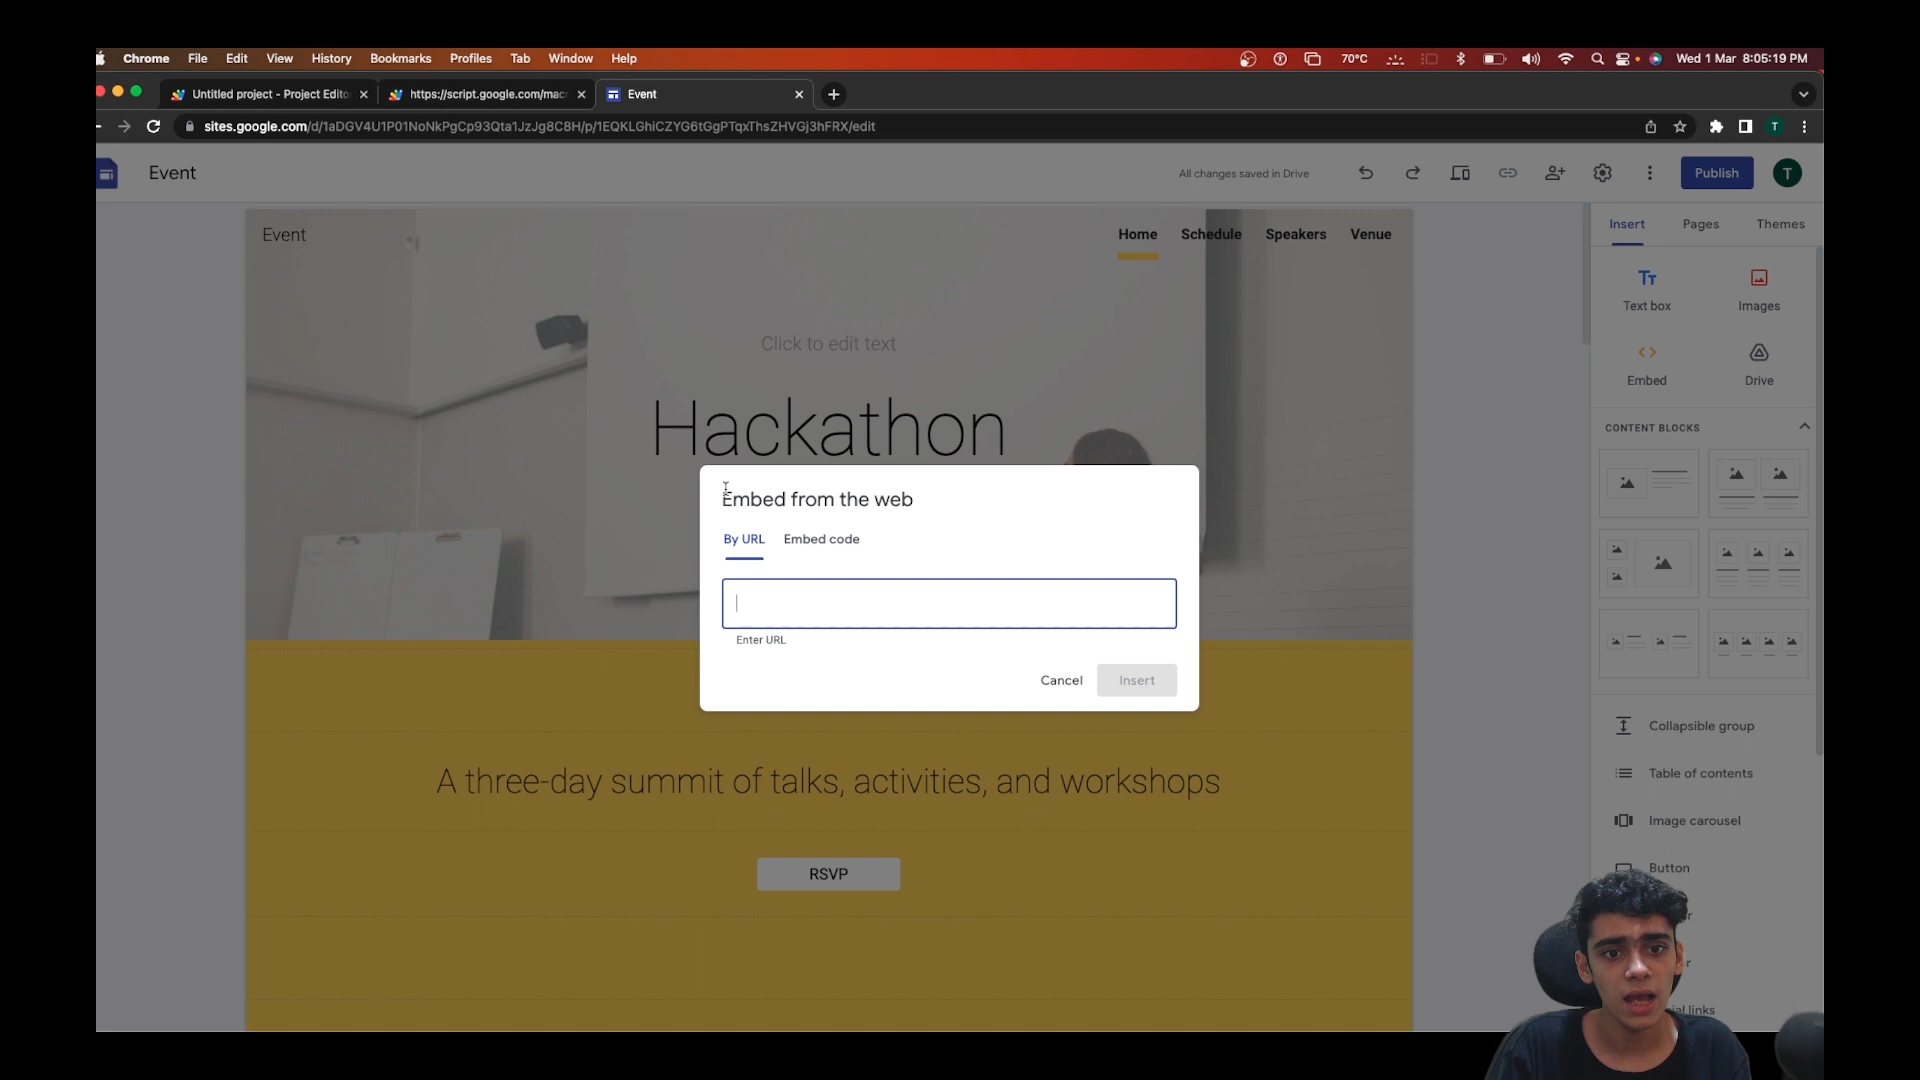 Chrome File Edit View History Bookmarks Profiles Tab Window Help
70°C
Wed 1 Mar 8:05:19 PM
Untitled project - Project Edito
https://script.google.com/mac
Event
sites.google.com/d/1aDGV4U1P01NoNkPgCp93Qta1JzJg8C8H/p/1EQKLGhiCZYG6tGgPTqxThsZHVGj3hFRX/edit
T
Event
All changes saved in Drive
Publish
T
Event
Home Schedule Speakers Venue
Insert Pages Themes
Text box
Images
Click to edit text
Embed
Drive
Hackathon
CONTENT BLOCKS
Embed from the web
By URL Embed code
Enter URL
Cancel Insert
Collapsible group
Table of contents
A three-day summit of talks, activities, and workshops
Image carousel
Button
RSVP
r
r
ial links